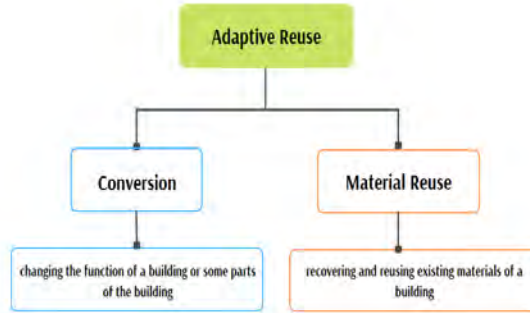 Adaptive Reuse
Conversion
Material Reuse
changing the function of a building or some parts
of the building
recovering and reusing existing materials of a
building